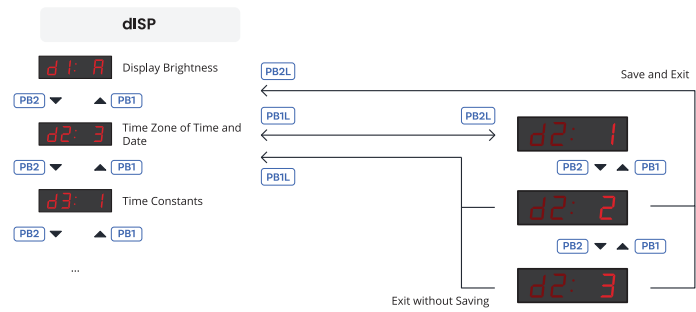 dISP
d1: A
Display Brightness
PB2L
Save and Exit
PB2
PB1
PB1L
PB2L
d2: 3
Time Zone of Time and
Date
d2: 1
PB2
PB1
PB1L
PB2
PB1
d3: 1
Time Constants
d2: 2
PB2
PB1
PB2
PB1
...
d2: 3
Exit without Saving